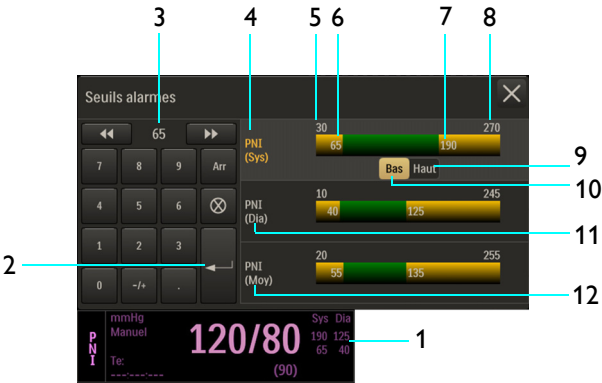 3 4 5 6 7 8
Seuils alarmes
65
7 8 9 Arr
4 5 6
1 2 3
0 -/+ .
PNI
(Sys)
30 270
65 190
Bas Haut
PNI
(Dia)
10 245
40 125
PNI
(Moy)
20 255
55 135
9
10
11
12
2
1
PNI
mmHg
Manuel
Te:
--:--:--
120/80
(90)
Sys Dia
190 125
65 40